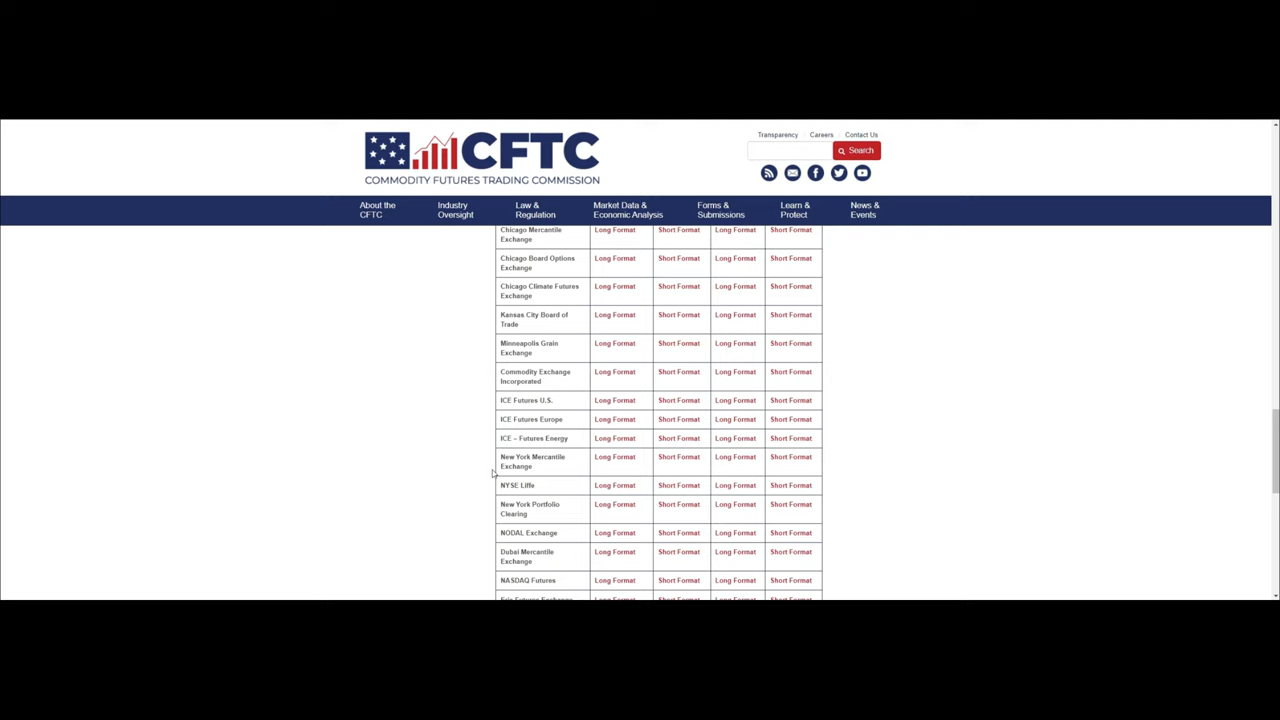 CFTC
COMMODITY FUTURES TRADING COMMISSION
Transparency Careers Contact Us
Search
About the CFTC
Industry Oversight
Law & Regulation
Market Data & Economic Analysis
Forms & Submissions
Learn & Protect
News & Events
Chicago Mercantile Long Format Short Format Long Format Short Format
Exchange
Chicago Board Options Long Format Short Format Long Format Short Format
Exchange
Chicago Climate Futures Long Format Short Format Long Format Short Format
Exchange
Kansas City Board of Long Format Short Format Long Format Short Format
Trade
Minneapolis Grain Long Format Short Format Long Format Short Format
Exchange
Commodity Exchange Long Format Short Format Long Format Short Format
Incorporated
ICE Futures U.S. Long Format Short Format Long Format Short Format
ICE Futures Europe Long Format Short Format Long Format Short Format
ICE – Futures Energy Long Format Short Format Long Format Short Format
New York Mercantile Long Format Short Format Long Format Short Format
Exchange
NYSE Liffe Long Format Short Format Long Format Short Format
New York Portfolio Long Format Short Format Long Format Short Format
Clearing
NODAL Exchange Long Format Short Format Long Format Short Format
Dubai Mercantile Long Format Short Format Long Format Short Format
Exchange
NASDAQ Futures Long Format Short Format Long Format Short Format